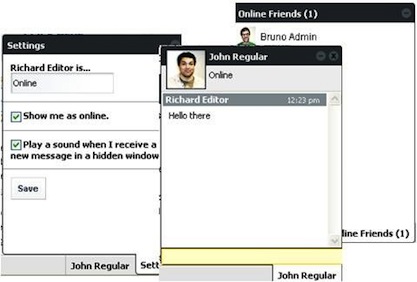 Online Friends (1)
Bruno Admin
Settings
Richard Editor is...
Online
Show me as online.
Play a sound when I receive a
new message in a hidden window
Save
John Regular
Sett
John Regular
Online
Richard Editor 12:23 pm
Hello there
John Regular
line Friends (1)